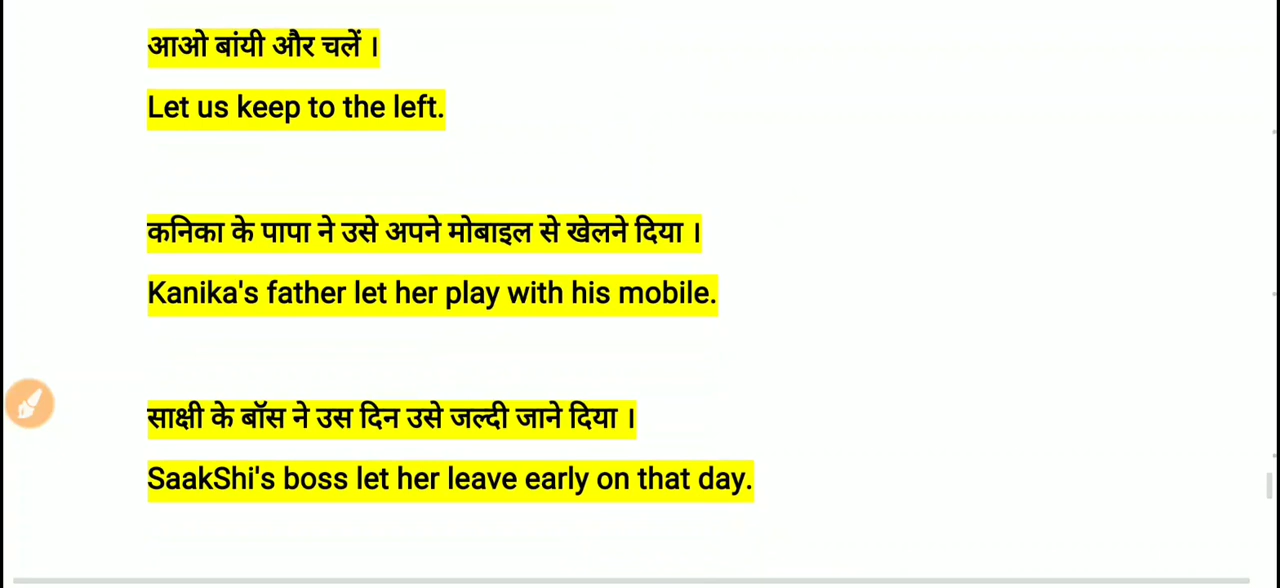 आओ बांयी और चलें ।
Let us keep to the left.
कनिका के पापा ने उसे अपने मोबाइल से खेलने दिया ।
Kanika's father let her play with his mobile.
साक्षी के बॉस ने उस दिन उसे जल्दी जाने दिया ।
SaakShi's boss let her leave early on that day.